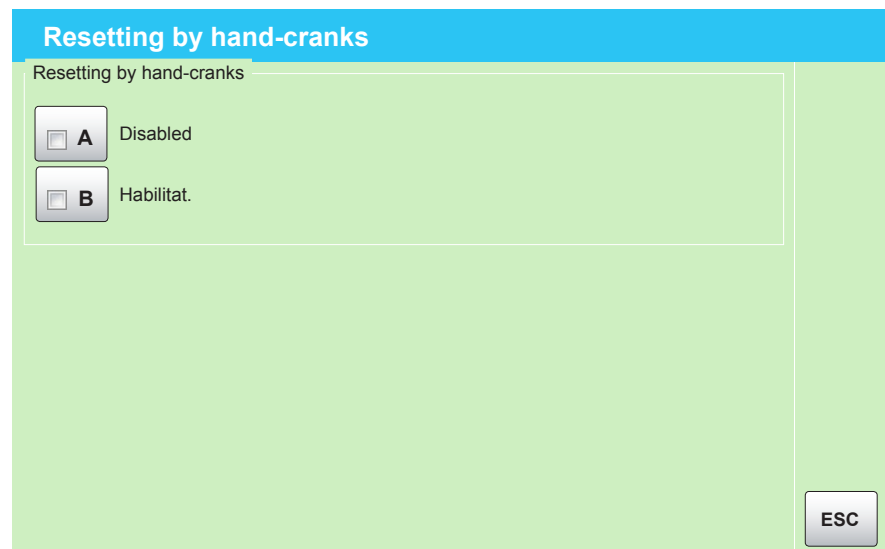 Resetting by hand-cranks
Resetting by hand-cranks
A Disabled
B Habilitat.
ESC